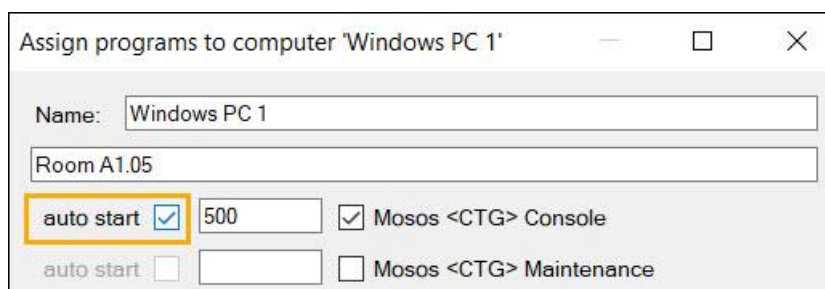 Assign programs to computer 'Windows PC 1'
Name: Windows PC 1
Room A1.05
auto start 500 Mosos <CTG> Console
auto start Mosos <CTG> Maintenance